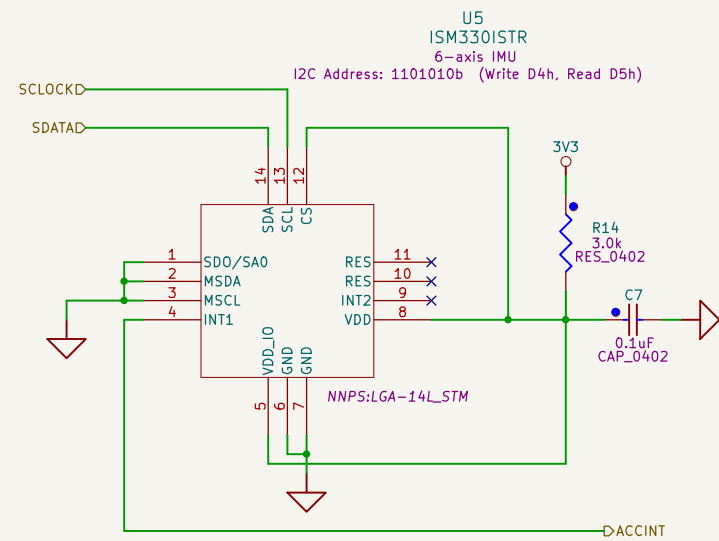 U5
ISM330ISTR
6-axis IMU
I2C Address: 1101010b (Write D4h, Read D5h)
SCLOCK
SDATA
3V3
14
13
12
SDA
SCL
CS
R14
3.0k
RES_0402
1 SDO/SA0
2 MSDA
3 MSCL
4 INT1
RES 11
RES 10
INT2 9
VDD 8
C7
0.1uF
CAP_0402
VDD_IO
GND
GND
5
6
7
NNPS:LGA-14L_STM
ACCINT